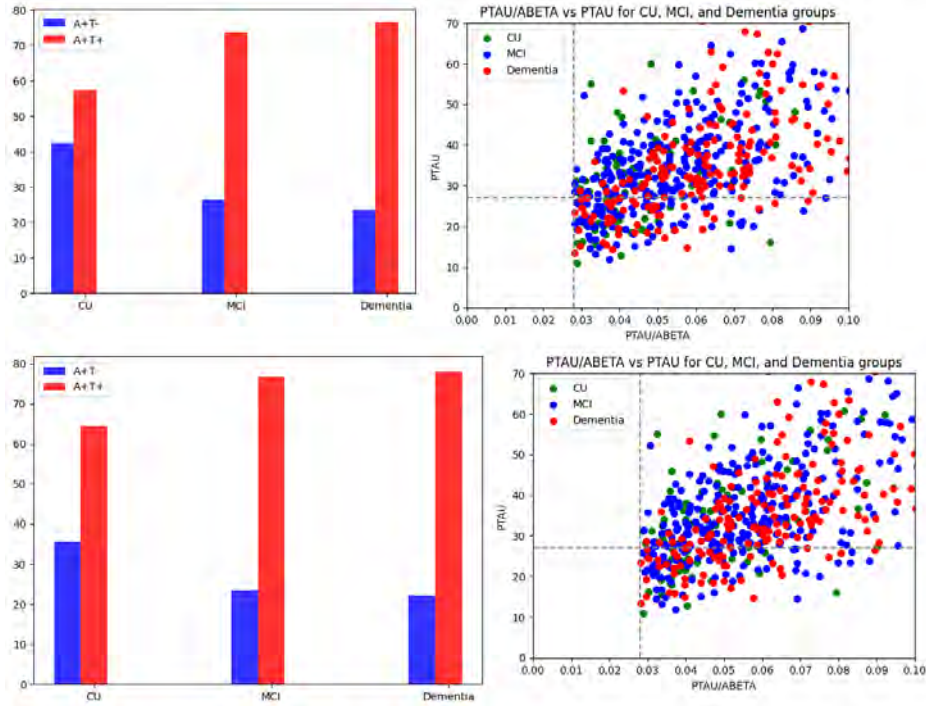 80
70
60
50
40
30
20
10
0
A+T-
A+T+
CU
MCI
Dementia
PTAU/ABETA vs PTAU for CU, MCI, and Dementia groups
70
60
50
40
30
20
10
0
PTAU
CU
MCI
Dementia
0.00 0.01 0.02 0.03 0.04 0.05 0.06 0.07 0.08 0.09 0.10
PTAU/ABETA
80
70
60
50
40
30
20
10
0
A+T-
A+T+
CU
MCI
Dementia
PTAU/ABETA vs PTAU for CU, MCI, and Dementia groups
70
60
50
40
30
20
10
0
PTAU
CU
MCI
Dementia
0.00 0.01 0.02 0.03 0.04 0.05 0.06 0.07 0.08 0.09 0.10
PTAU/ABETA